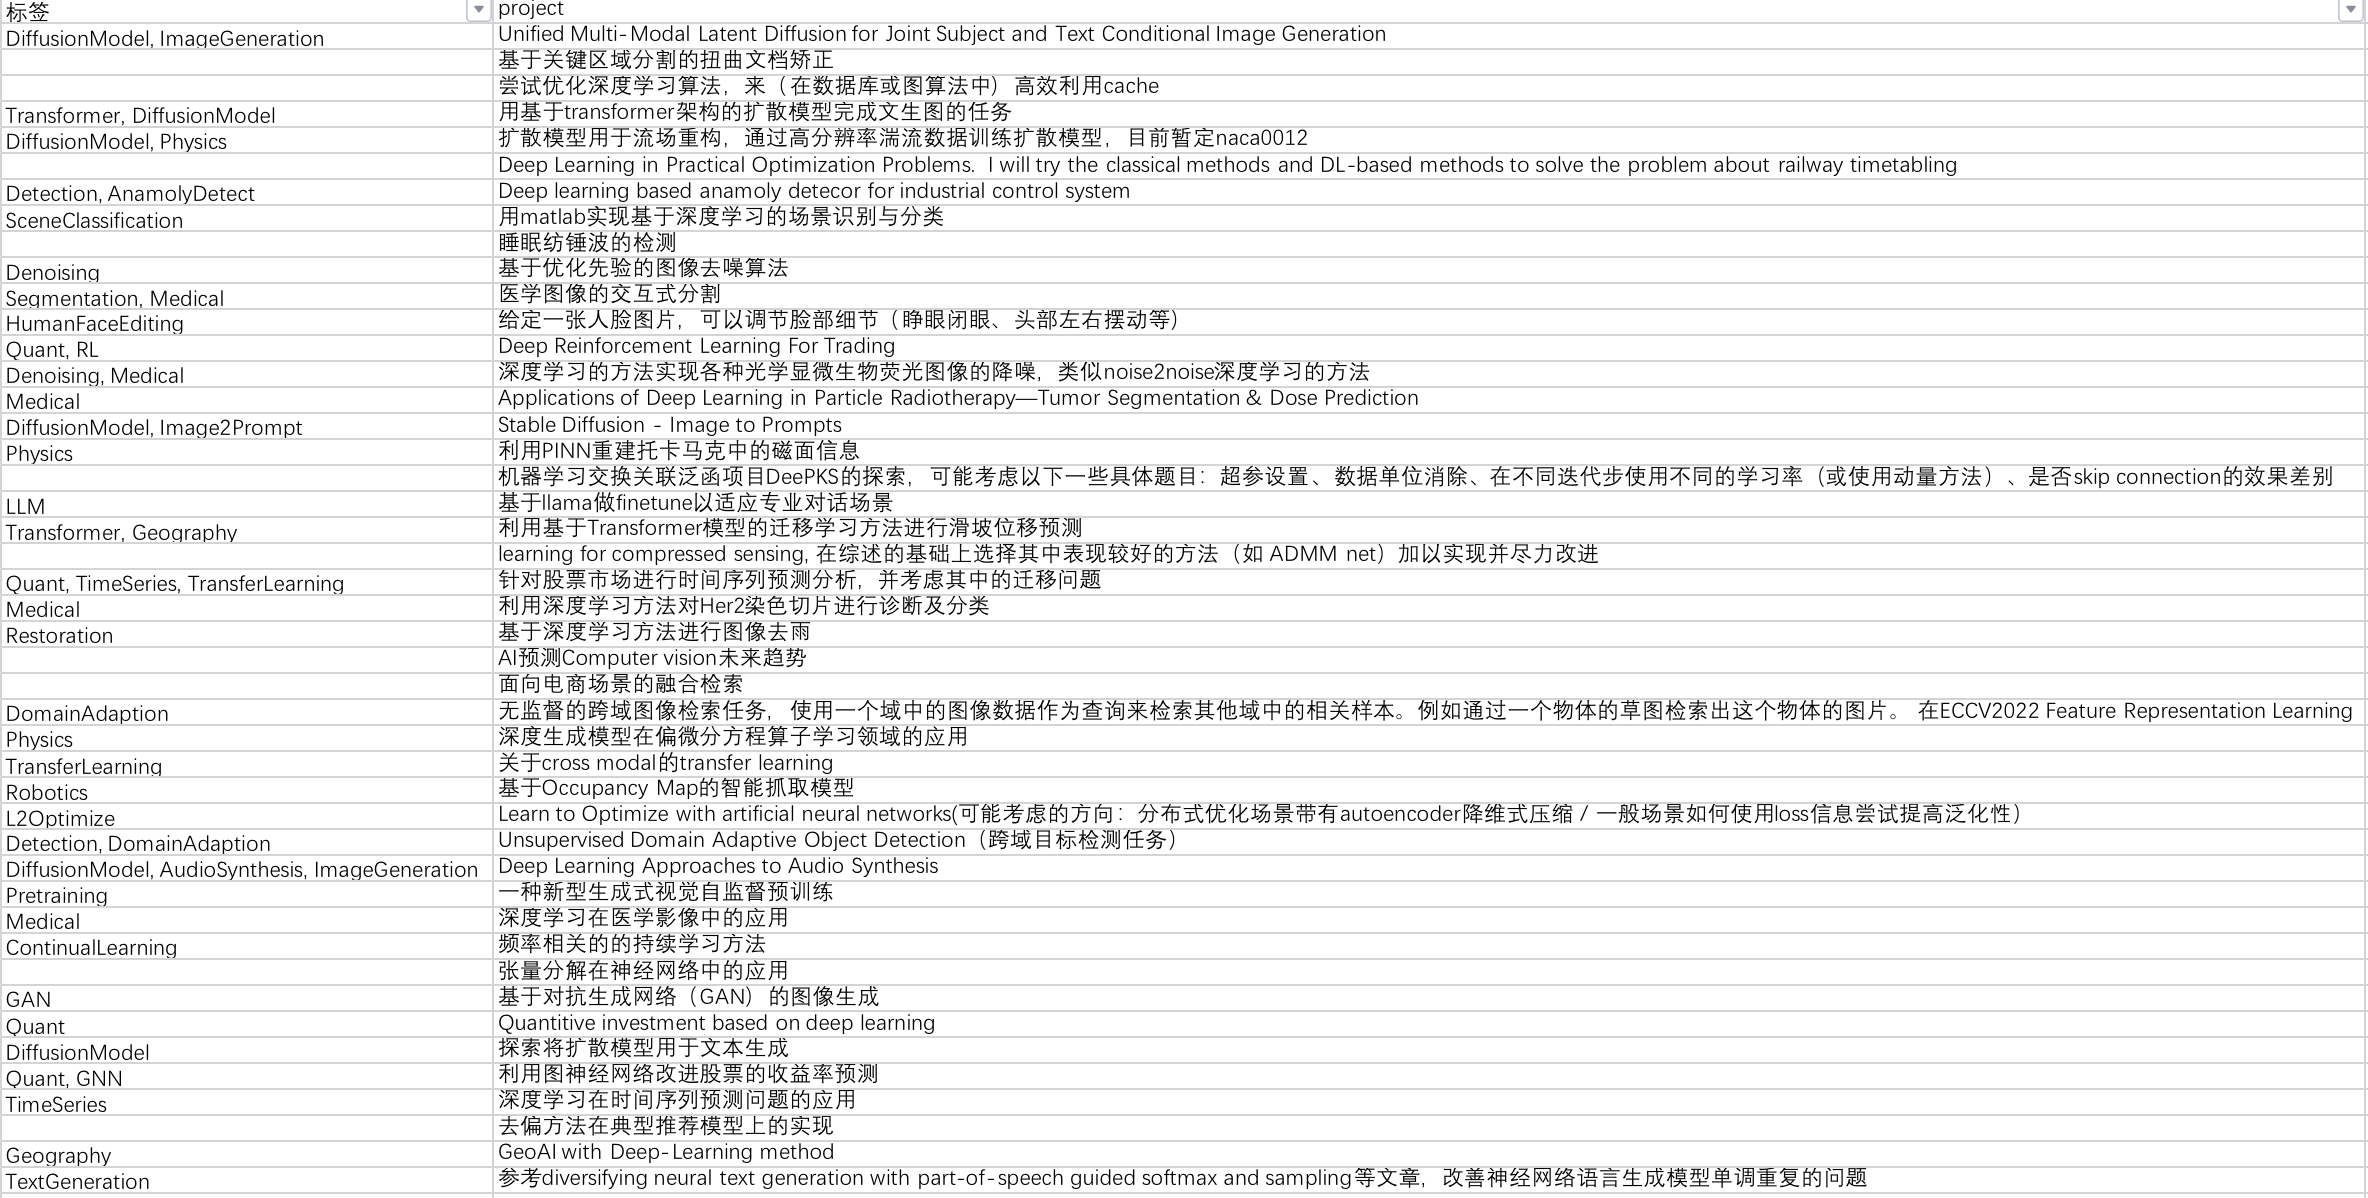 标签 project
DiffusionModel, ImageGeneration Unified Multi-Modal Latent Diffusion for Joint Subject and Text Conditional Image Generation
基于关键区域分割的扭曲文档矫正
尝试优化深度学习算法，来（在数据库或图算法中）高效利用cache
Transformer, DiffusionModel 用基于transformer架构的扩散模型完成文生图的任务
DiffusionModel, Physics 扩散模型用于流场重构，通过高分辨率湍流数据训练扩散模型，目前暂定naca0012
Deep Learning in Practical Optimization Problems. I will try the classical methods and DL-based methods to solve the problem about railway timetabling
Detection, AnamolyDetect Deep learning based anamoly detecor for industrial control system
SceneClassification 用matlab实现基于深度学习的场景识别与分类
睡眠纺锤波的检测
Denoising 基于优化先验的图像去噪算法
Segmentation, Medical 医学图像的交互式分割
HumanFaceEditing 给定一张人脸图片，可以调节脸部细节（睁眼闭眼、头部左右摆动等）
Quant, RL Deep Reinforcement Learning For Trading
Denoising, Medical 深度学习的方法实现各种光学显微生物荧光图像的降噪，类似noise2noise深度学习的方法
Medical Applications of Deep Learning in Particle Radiotherapy—Tumor Segmentation & Dose Prediction
DiffusionModel, Image2Prompt Stable Diffusion - Image to Prompts
Physics 利用PINN重建托卡马克中的磁面信息
机器学习交换关联泛函项目DeePKS的探索，可能考虑以下一些具体题目：超参设置、数据单位消除、在不同迭代步使用不同的学习率（或使用动量方法）、是否skip connection的效果差别
LLM 基于llama做finetune以适应专业对话场景
Transformer, Geography 利用基于Transformer模型的迁移学习方法进行滑坡位移预测
learning for compressed sensing, 在综述的基础上选择其中表现较好的方法（如 ADMM net）加以实现并尽力改进
Quant, TimeSeries, TransferLearning 针对股票市场进行时间序列预测分析，并考虑其中的迁移问题
Medical 利用深度学习方法对Her2染色切片进行诊断及分类
Restoration 基于深度学习方法进行图像去雨
AI预测Computer vision未来趋势
面向电商场景的融合检索
DomainAdaption 无监督的跨域图像检索任务，使用一个域中的图像数据作为查询来检索其他域中的相关样本。例如通过一个物体的草图检索出这个物体的图片。 在ECCV2022 Feature Representation Learning
Physics 深度生成模型在偏微分方程算子学习领域的应用
TransferLearning 关于cross modal的transfer learning
Robotics 基于Occupancy Map的智能抓取模型
L2Optimize Learn to Optimize with artificial neural networks(可能考虑的方向：分布式优化场景带有autoencoder降维式压缩 / 一般场景如何使用loss信息尝试提高泛化性）
Detection, DomainAdaption Unsupervised Domain Adaptive Object Detection（跨域目标检测任务）
DiffusionModel, AudioSynthesis, ImageGeneration Deep Learning Approaches to Audio Synthesis
Pretraining 一种新型生成式视觉自监督预训练
Medical 深度学习在医学影像中的应用
ContinualLearning 频率相关的的持续学习方法
张量分解在神经网络中的应用
GAN 基于对抗生成网络（GAN）的图像生成
Quant Quantitive investment based on deep learning
DiffusionModel 探索将扩散模型用于文本生成
Quant, GNN 利用图神经网络改进股票的收益率预测
TimeSeries 深度学习在时间序列预测问题的应用
去偏方法在典型推荐模型上的实现
Geography GeoAI with Deep-Learning method
TextGeneration 参考diversifying neural text generation with part-of-speech guided softmax and sampling等文章，改善神经网络语言生成模型单调重复的问题